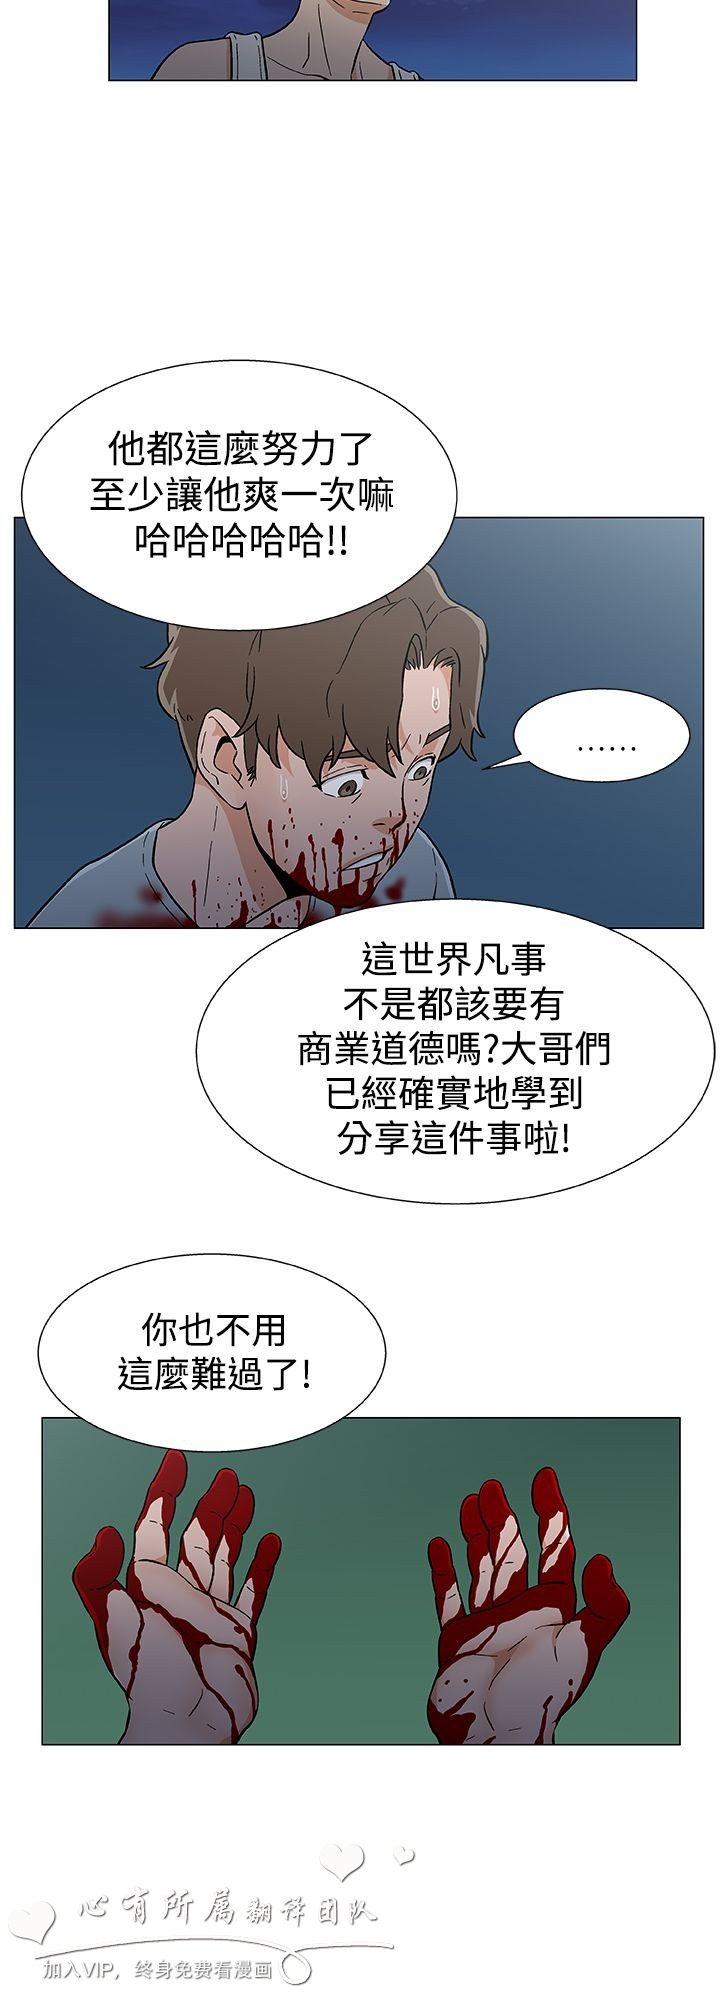 他都這麼努力了
至少讓他爽一次嘛
哈哈哈哈哈!!
······
這世界凡事
不是都該要有
商業道德嗎?大哥們
已經確實地學到
分享這件事啦!
你也不用
這麼難過了!
心有所属翻译团队
加入VIP，终身免费看漫画